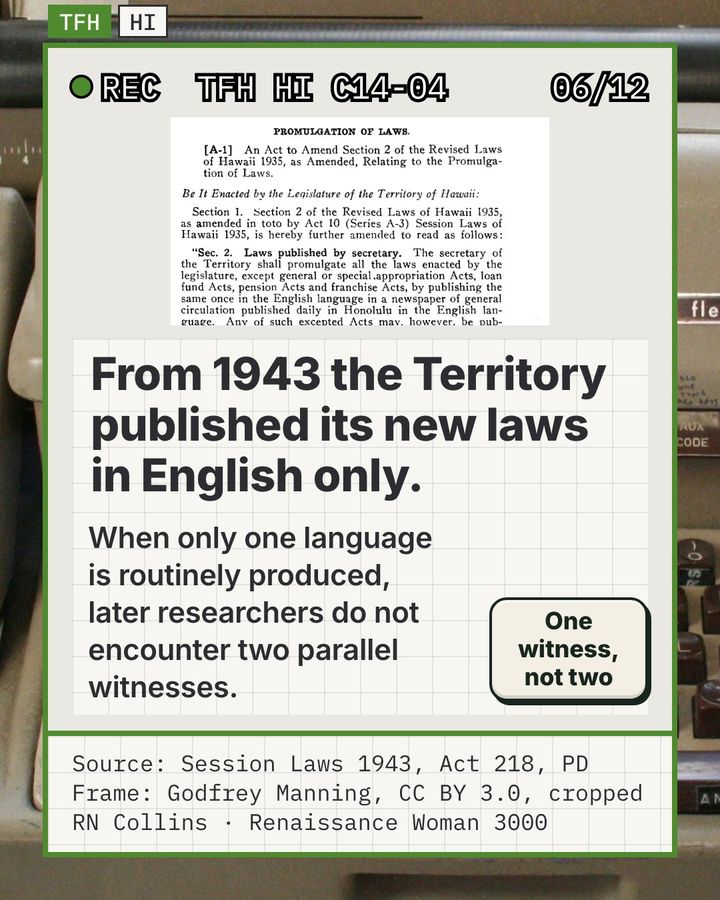 TFH HI
REC TFH HI C14-04 06/12
PROMULGATION OF LAWS.
[A-1] An Act to Amend Section 2 of the Revised Laws
of Hawaii 1935, as Amended, Relating to the Promulga-
tion of Laws.
Be It Enacted by the Legislature of the Territory of Hawaii:
Section 1. Section 2 of the Revised Laws of Hawaii 1935,
as amended in toto by Act 10 (Series A-3) Session Laws of
Hawaii 1935, is hereby further amended to read as follows:
"Sec. 2. Laws published by secretary. The secretary of
the Territory shall promulgate all the laws enacted by the
legislature, except general or special appropriation Acts, loan
fund Acts, pension Acts and franchise Acts, by publishing the
same once in the English language in a newspaper of general
circulation published daily in Honolulu in the English lan-
guage. Any of such excepted Acts may, however, be pub-
From 1943 the Territory
published its new laws
in English only.
When only one language
is routinely produced,
later researchers do not
encounter two parallel
witnesses.
One
witness,
not two
Source: Session Laws 1943, Act 218, PD
Frame: Godfrey Manning, CC BY 3.0, cropped
RN Collins · Renaissance Woman 3000
fle
AUX
CODE